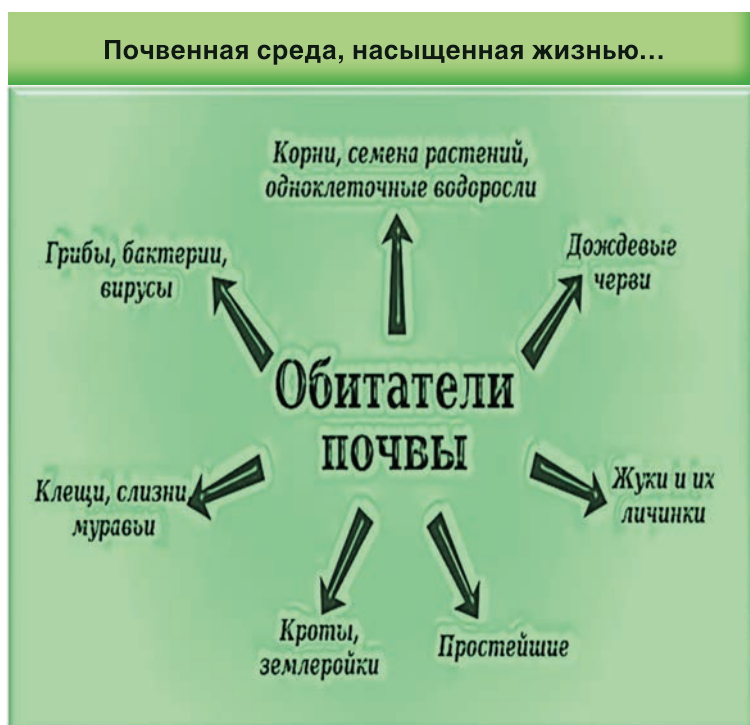 Почвенная среда, насыщенная жизнью...
Корни, семена растений,
одноклеточные водоросли
Грибы, бактерии,
вирусы
Дождевые
черви
Обитатели
почвы
Клещи, слизни,
муравьи
Жуки и их
личинки
Кроты,
землеройки
Простейшие